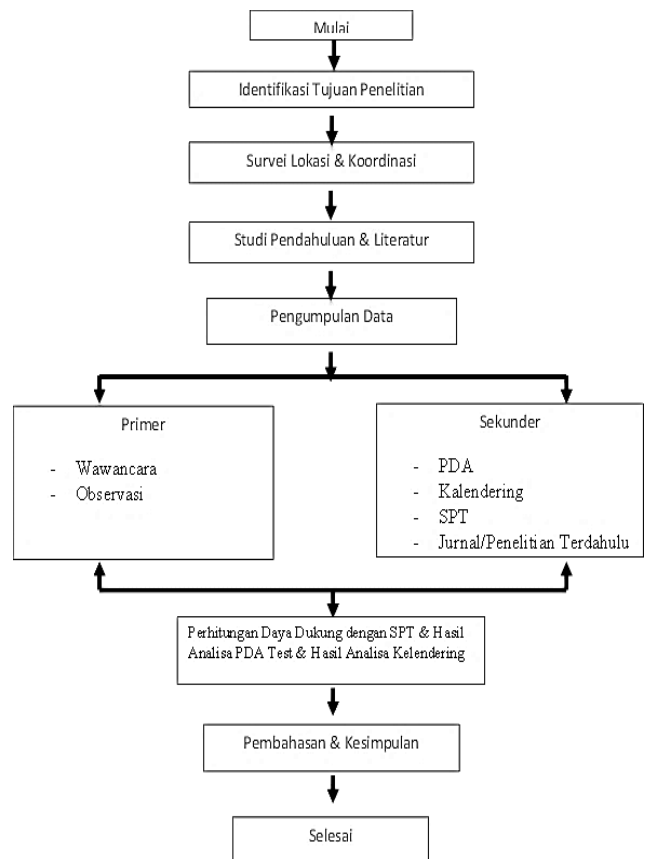 Mulai
Identifikasi Tujuan Penelitian
Survei Lokasi & Koordinasi
Studi Pendahuluan & Literatur
Pengumpulan Data
Primer
- Wawancara
- Observasi
Sekunder
- PDA
- Kalendering
- SPT
- Jurnal/Penelitian Terdahulu
Perhitungan Daya Dukung dengan SPT & Hasil
Analisa PDA Test & Hasil Analisa Kelendering
Pembahasan & Kesimpulan
Selesai